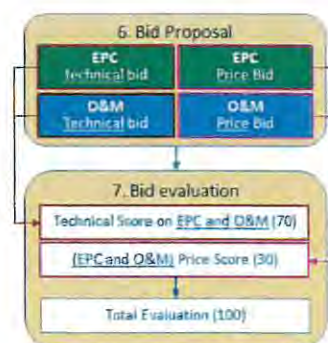 6. Bid Proposal
EPC
Technical bid
EPC
Price Bid
O&M
Technical bid
O&M
Price Bid
7. Bid evaluation
Technical Score on EPC and O&M (70)
(EPC and O&M) Price Score (30)
Total Evaluation (100)